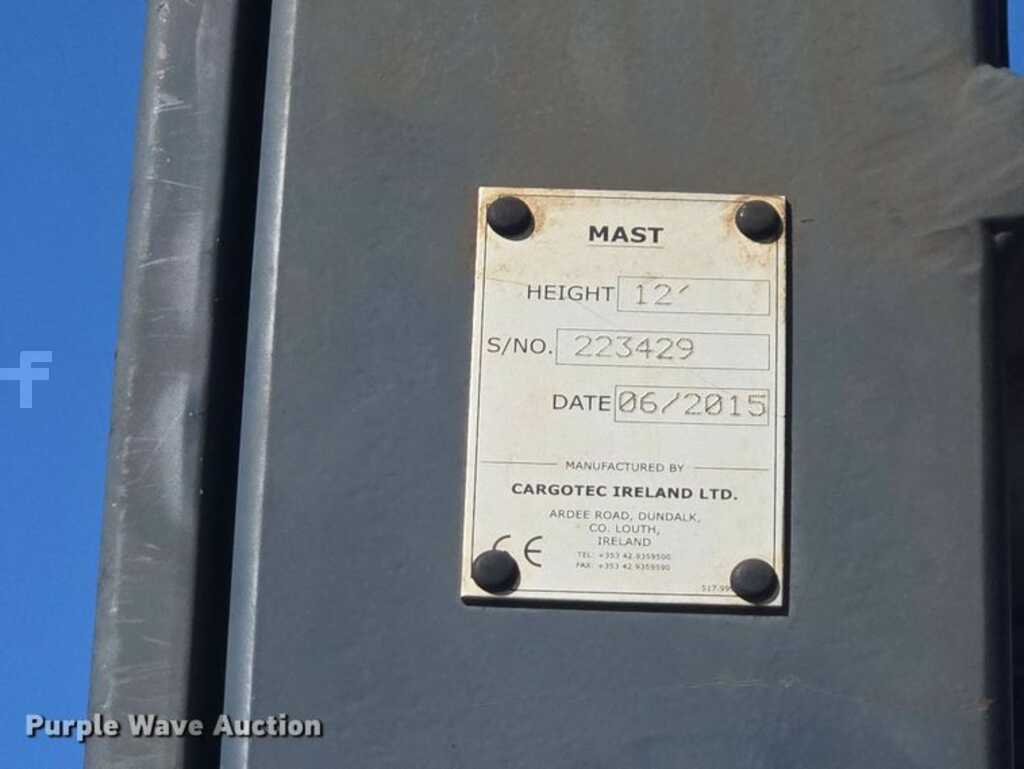 MAST
HEIGHT 12'
S/NO. 223429
DATE 06/2015
MANUFACTURED BY
CARGOTEC IRELAND LTD.
ARDEE ROAD, DUNDALK,
CO. LOUTH,
IRELAND
TEL: +353 42 9359500
FAX: +353 42 9359590
CE
f
Purple Wave Auction